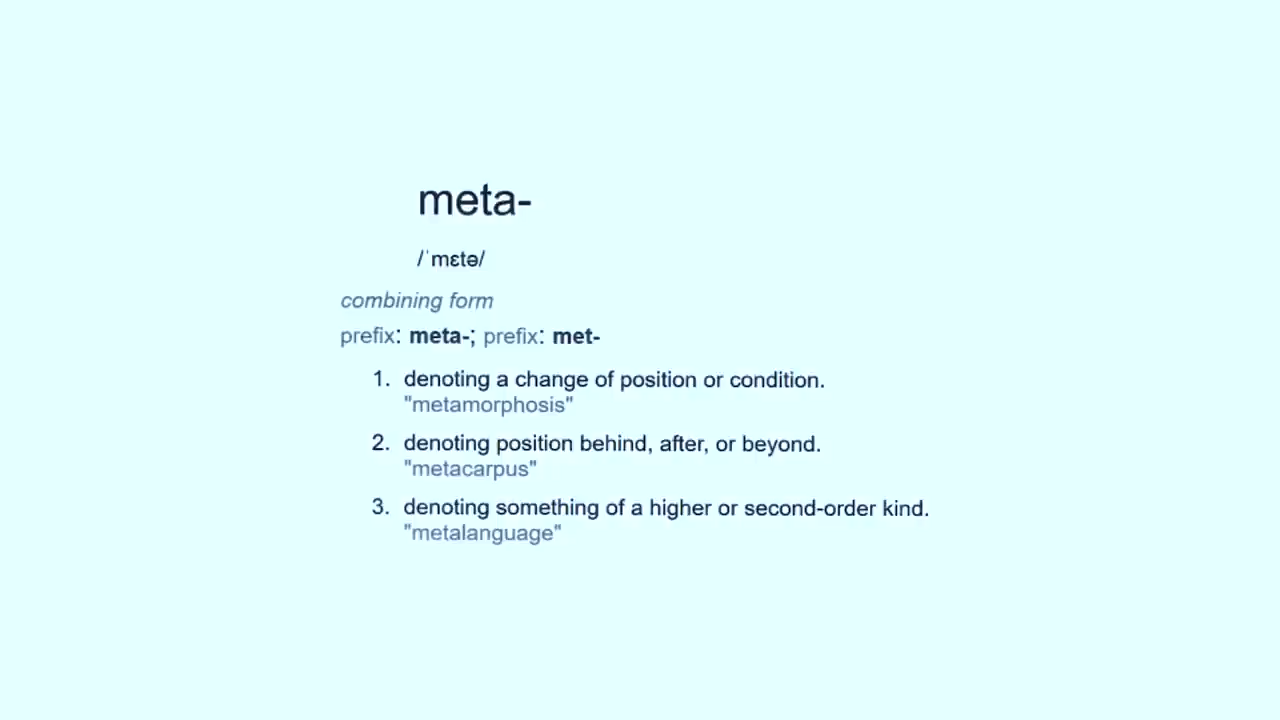 meta-
/ˈmɛtə/
combining form
prefix: meta-; prefix: met-
1. denoting a change of position or condition.
"metamorphosis"
2. denoting position behind, after, or beyond.
"metacarpus"
3. denoting something of a higher or second-order kind.
"metalanguage"